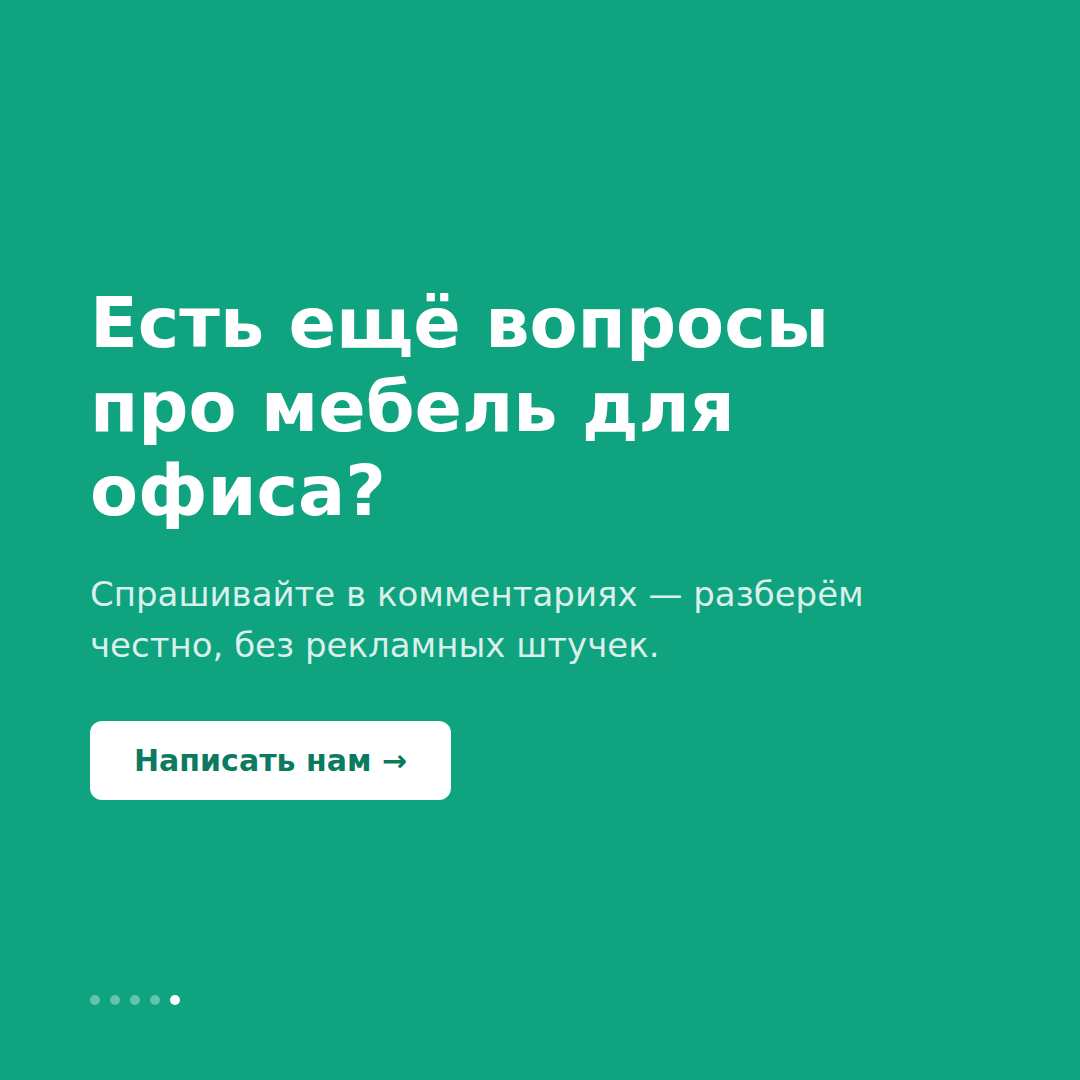 Есть ещё вопросы
про мебель для
офиса?
Спрашивайте в комментариях — разберём
честно, без рекламных штучек.
Написать нам →